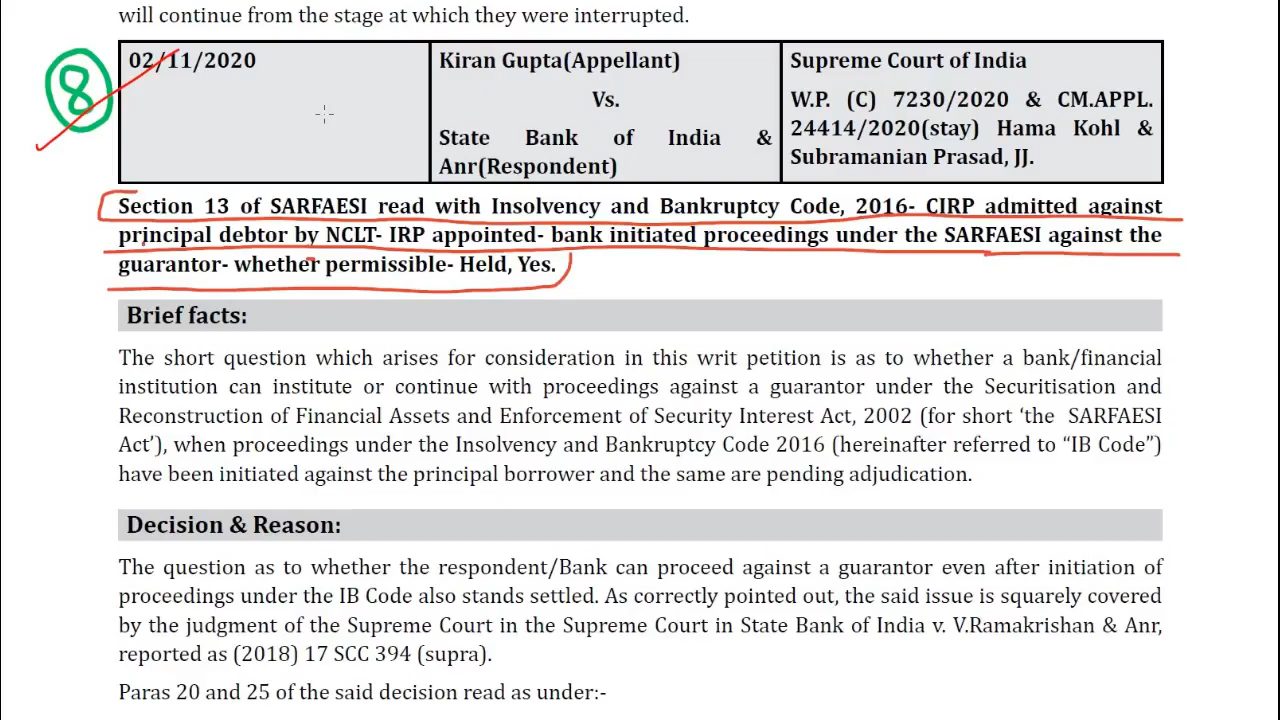 will continue from the stage at which they were interrupted.
8
02/11/2020
Kiran Gupta(Appellant)
Vs.
State Bank of India &
Anr(Respondent)
Supreme Court of India
W.P. (C) 7230/2020 & CM.APPL.
24414/2020(stay) Hama Kohl &
Subramanian Prasad, JJ.
Section 13 of SARFAESI read with Insolvency and Bankruptcy Code, 2016- CIRP admitted against
principal debtor by NCLT- IRP appointed- bank initiated proceedings under the SARFAESI against the
guarantor- whether permissible- Held, Yes.
Brief facts:
The short question which arises for consideration in this writ petition is as to whether a bank/financial
institution can institute or continue with proceedings against a guarantor under the Securitisation and
Reconstruction of Financial Assets and Enforcement of Security Interest Act, 2002 (for short ‘the SARFAESI
Act’), when proceedings under the Insolvency and Bankruptcy Code 2016 (hereinafter referred to “IB Code”)
have been initiated against the principal borrower and the same are pending adjudication.
Decision & Reason:
The question as to whether the respondent/Bank can proceed against a guarantor even after initiation of
proceedings under the IB Code also stands settled. As correctly pointed out, the said issue is squarely covered
by the judgment of the Supreme Court in the Supreme Court in State Bank of India v. V.Ramakrishan & Anr,
reported as (2018) 17 SCC 394 (supra).
Paras 20 and 25 of the said decision read as under:-